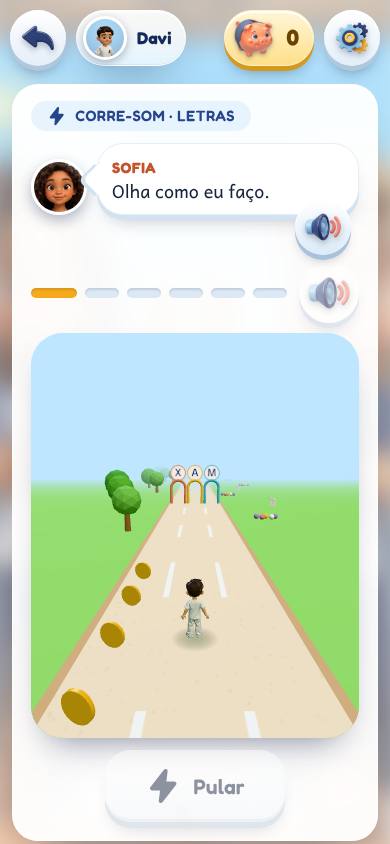 Davi
0
CORRE-SOM · LETRAS
SOFIA
Olha como eu faço.
X A M
Pular